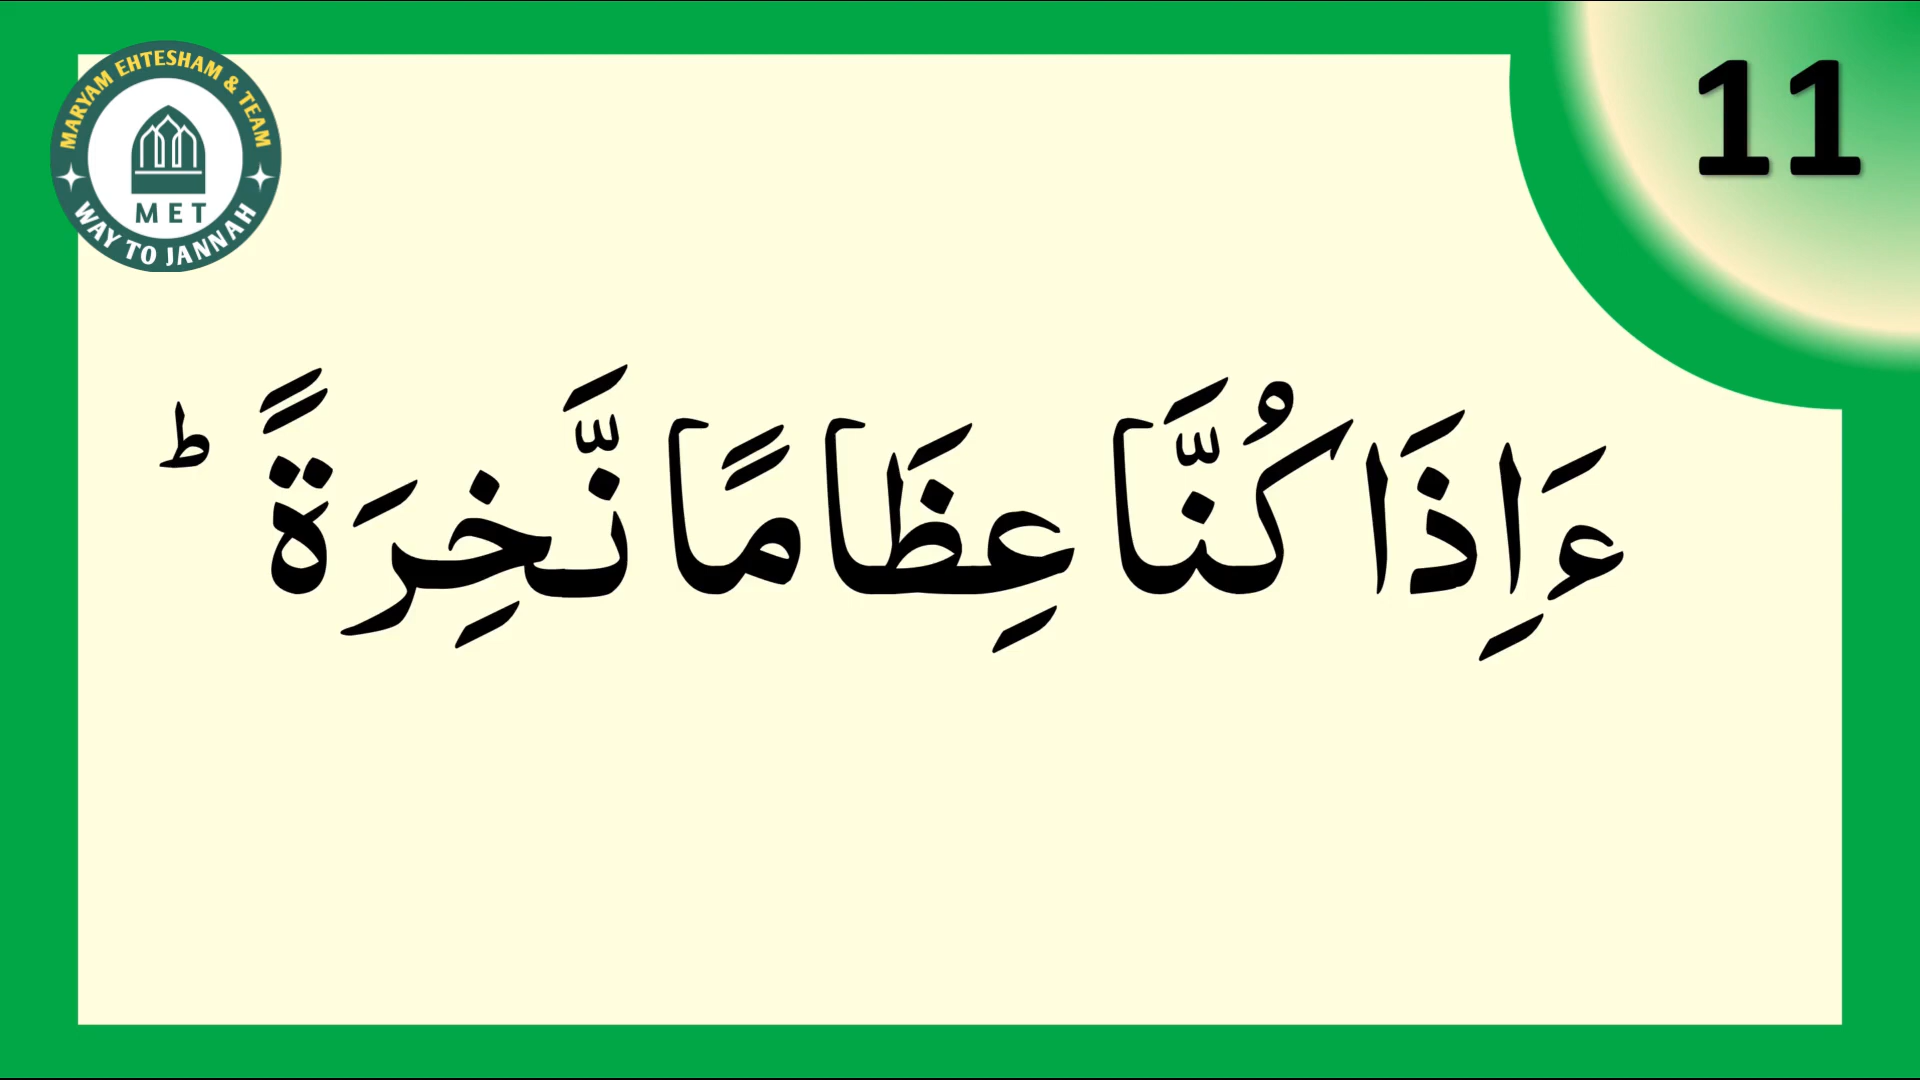 MARYAM EHTESHAM & TEAM
MET
WAY TO JANNAH
11
ءَاِذَا كُنَّا عِظَامًا نَّخِرَةً ؕ